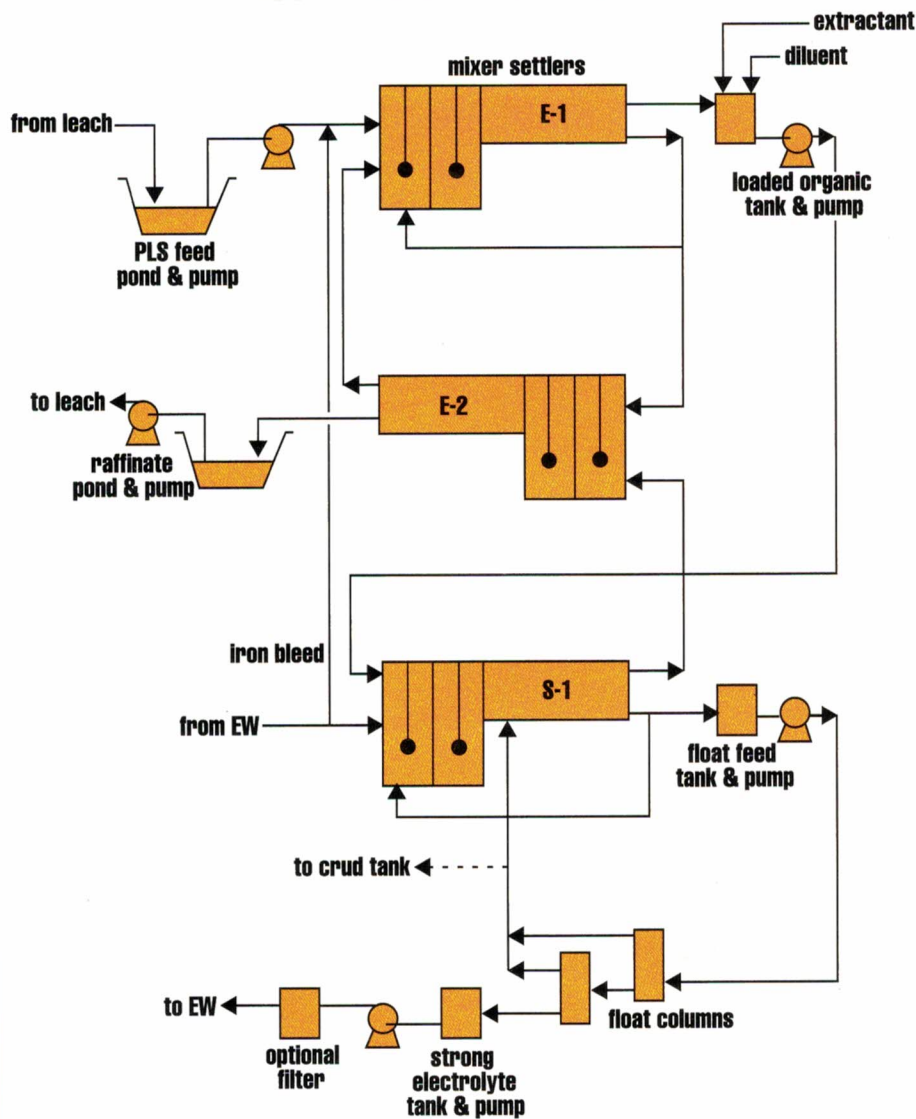 extractant
diluent
mixer settlers
E-1
from leach
loaded organic
tank & pump
PLS feed
pond & pump
E-2
to leach
raffinate
pond & pump
iron bleed
S-1
from EW
float feed
tank & pump
to crud tank
to EW
float columns
optional
filter
strong
electrolyte
tank & pump